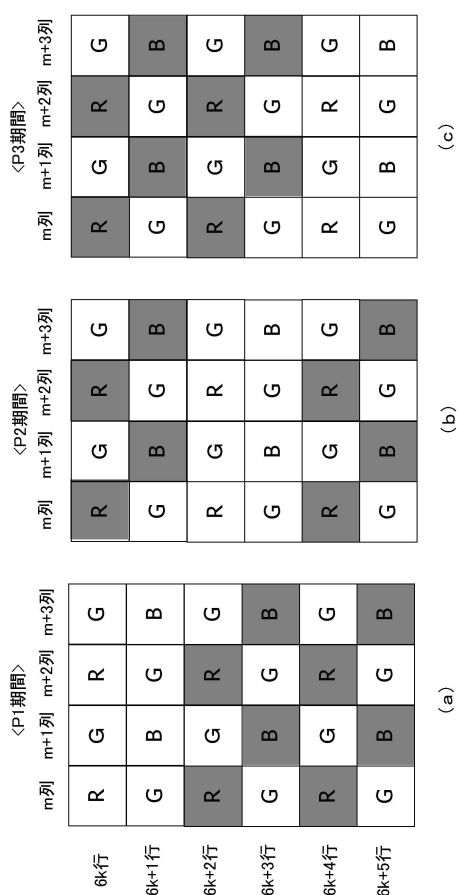 <P1期間> <P2期間> <P3期間>
m列 m+1列 m+2列 m+3列 m列 m+1列 m+2列 m+3列 m列 m+1列 m+2列 m+3列
6k行 R G R G R G R G R G R G
6k+1行 G B G B G B G B G B G B
6k+2行 R G R G R G R G R G R G
6k+3行 G B G B G B G B G B G B
6k+4行 R G R G R G R G R G R G
6k+5行 G B G B G B G B G B G B
(a) (b) (c)